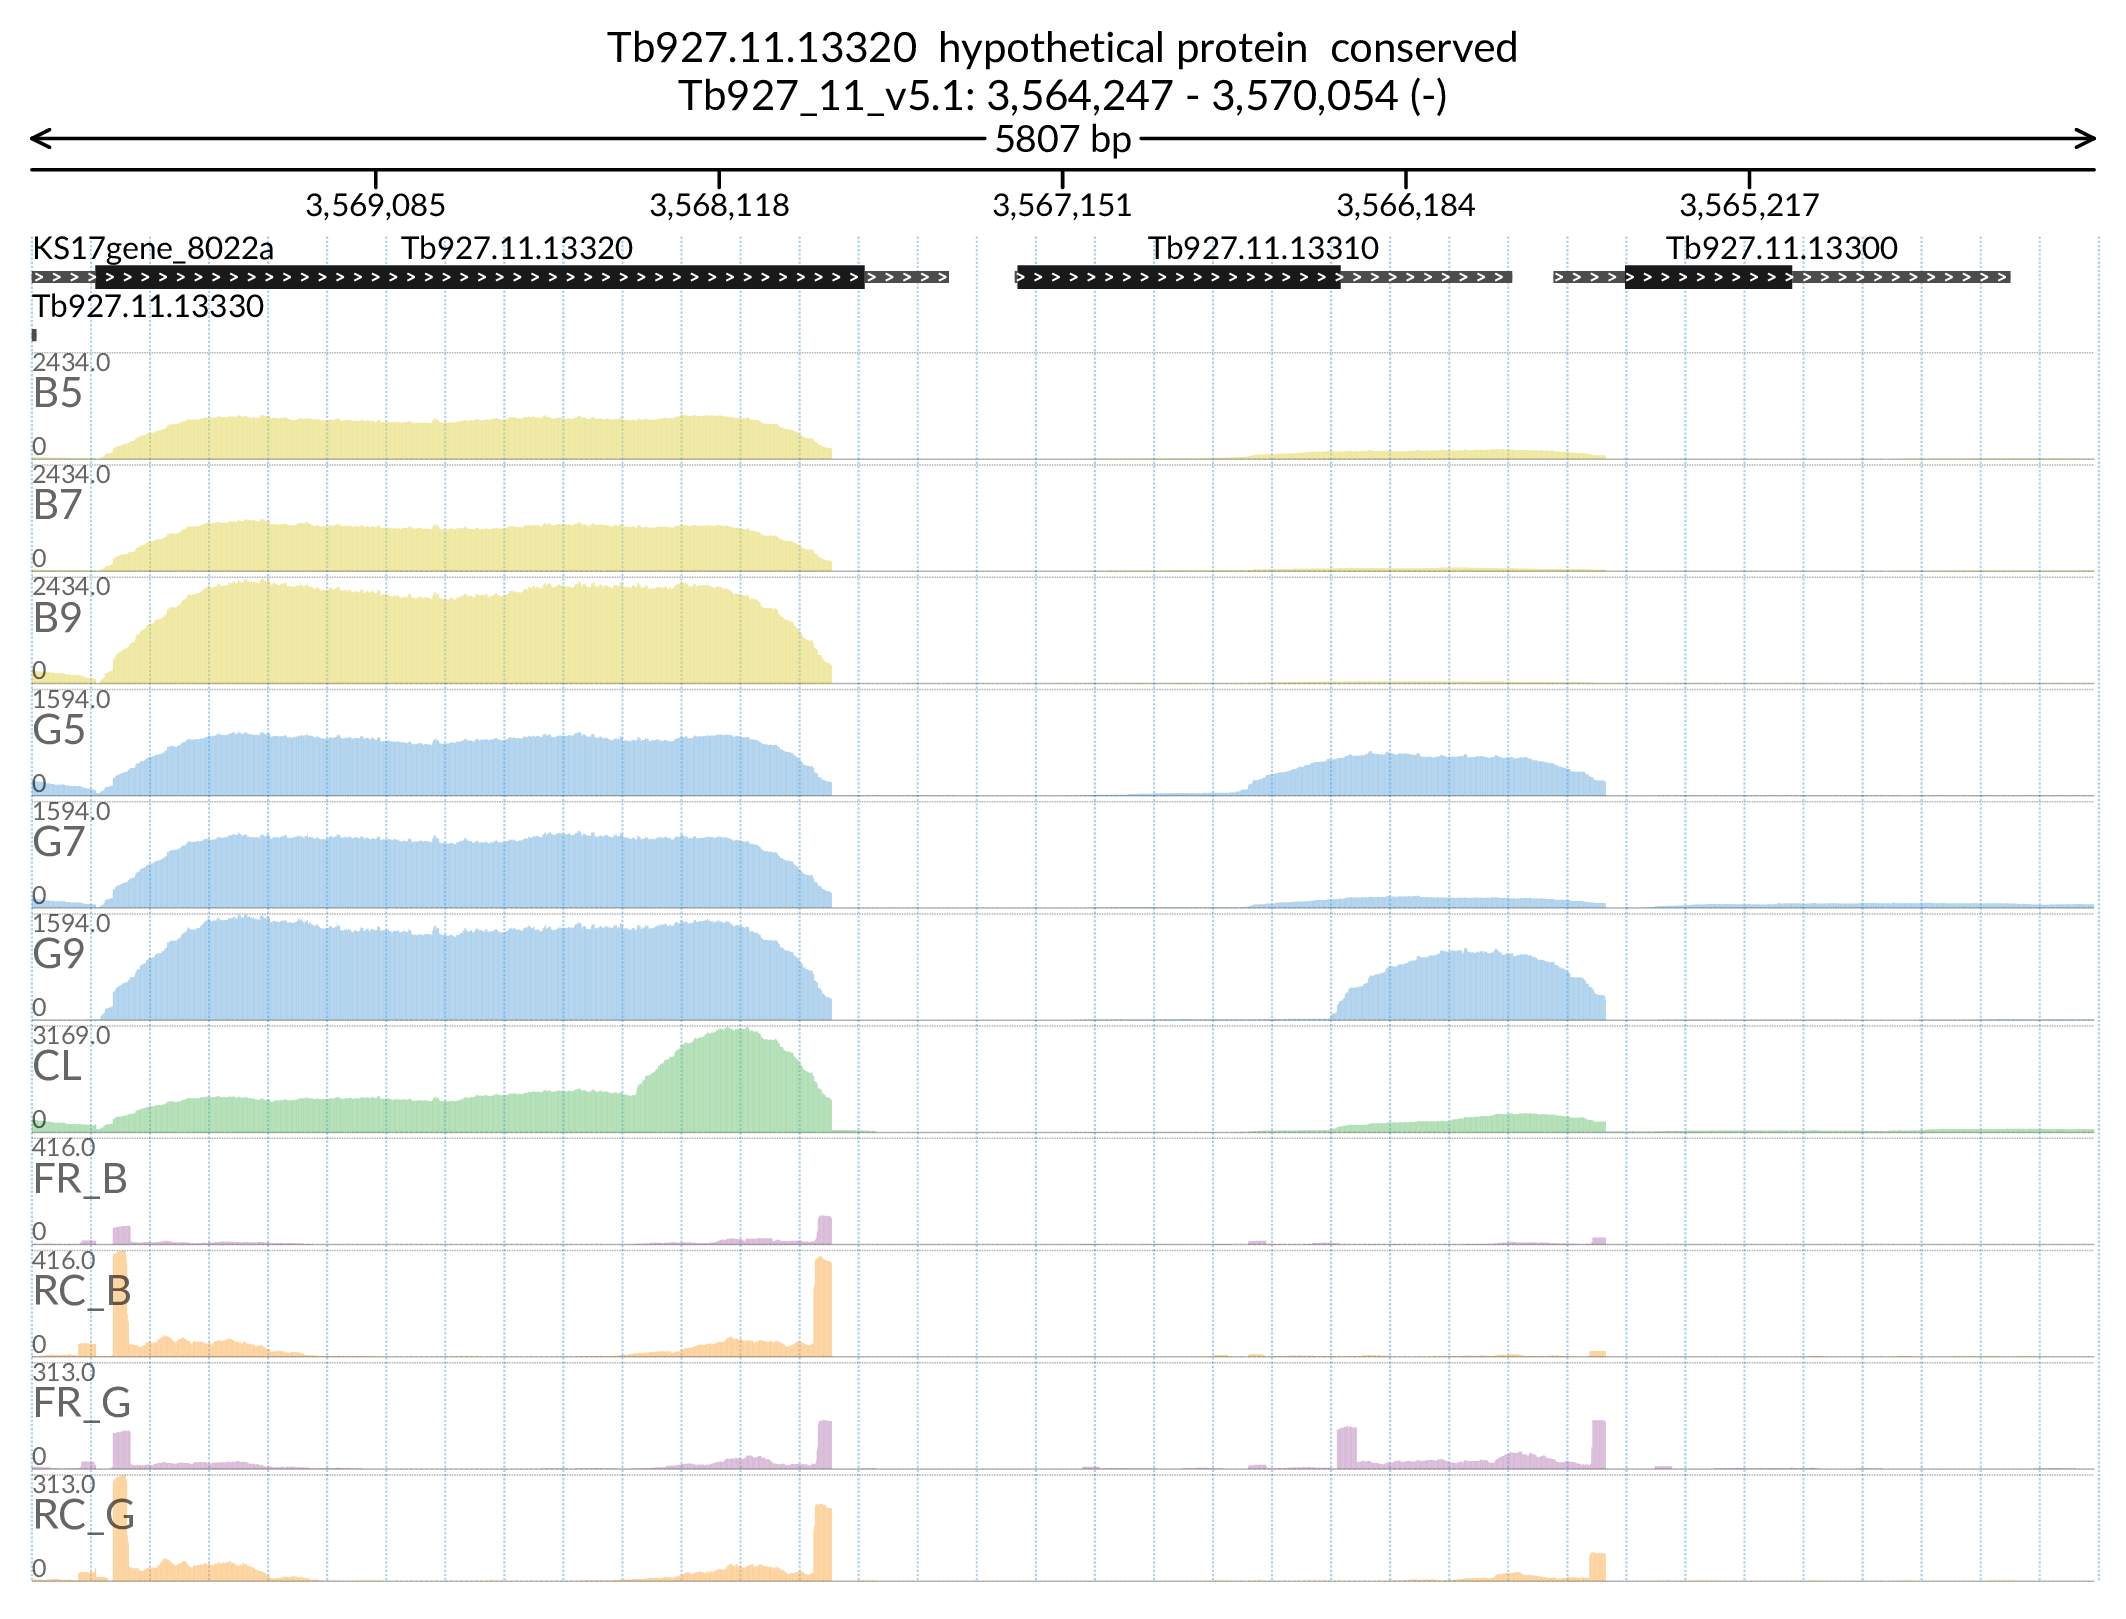 Tb927.11.13320  hypothetical protein  conserved
Tb927_11_v5.1: 3,564,247 - 3,570,054 (-)
5807 bp
3,569,085 3,568,118 3,567,151 3,566,184 3,565,217
KS17gene_8022a Tb927.11.13320 Tb927.11.13310 Tb927.11.13300
Tb927.11.13330
2434.0
B5
0
2434.0
B7
0
2434.0
B9
0
1594.0
G5
0
1594.0
G7
0
1594.0
G9
0
3169.0
CL
0
416.0
FR_B
0
416.0
RC_B
0
313.0
FR_G
0
313.0
RC_G
0